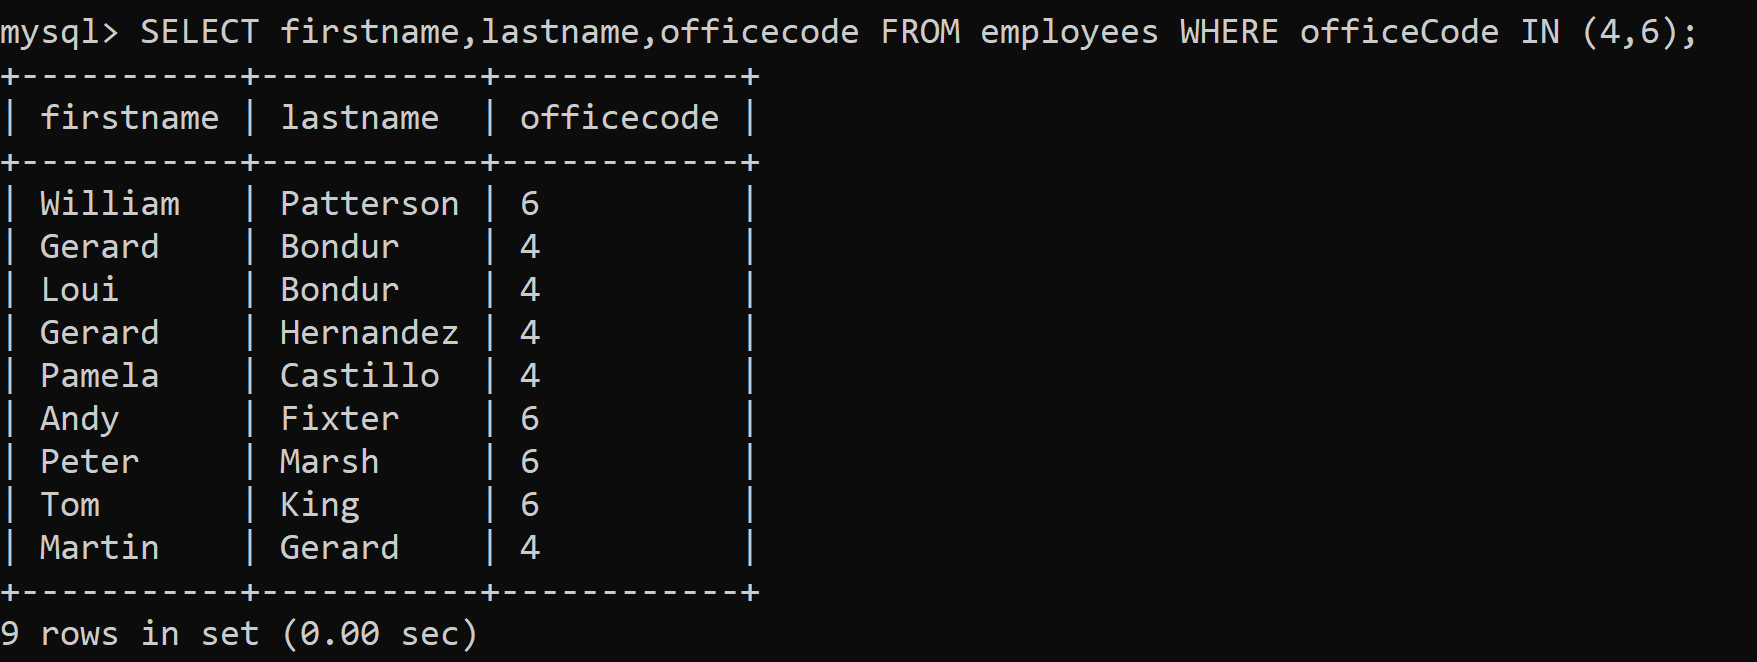 mysql> SELECT firstname,lastname,officecode FROM employees WHERE officeCode IN (4,6);
+-----------+-----------+------------+
| firstname | lastname  | officecode |
+-----------+-----------+------------+
| William   | Patterson | 6          |
| Gerard    | Bondur    | 4          |
| Loui      | Bondur    | 4          |
| Gerard    | Hernandez | 4          |
| Pamela    | Castillo  | 4          |
| Andy      | Fixter    | 6          |
| Peter     | Marsh     | 6          |
| Tom       | King      | 6          |
| Martin    | Gerard    | 4          |
+-----------+-----------+------------+
9 rows in set (0.00 sec)